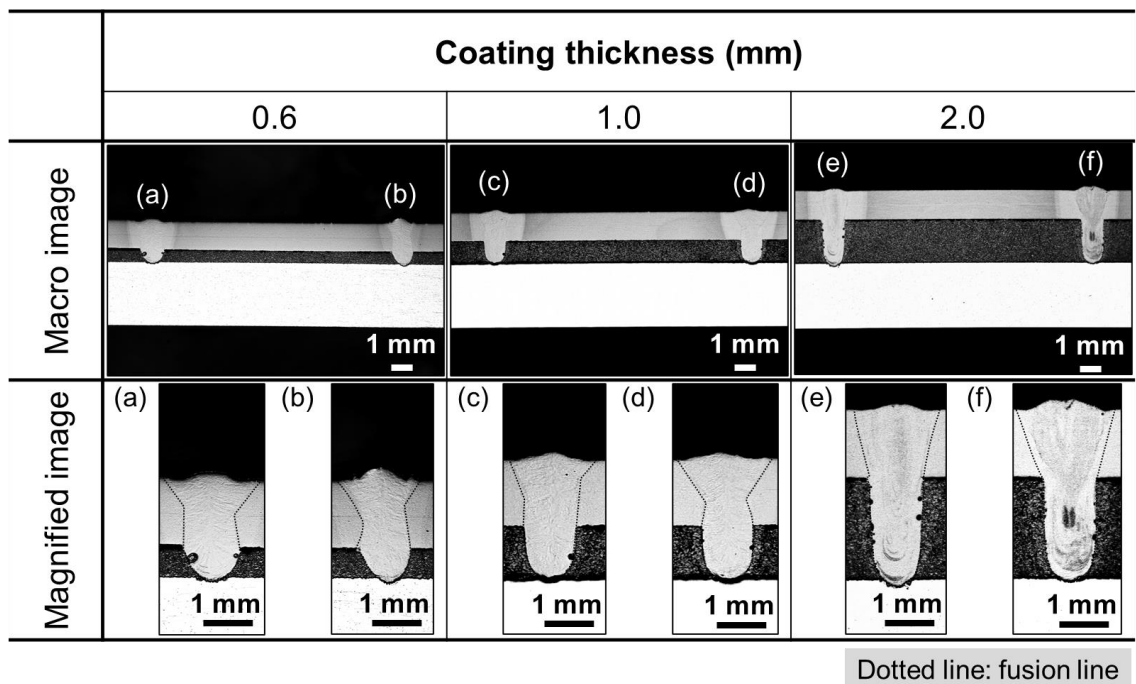 Coating thickness (mm)
0.6 1.0 2.0
Macro image
(a) (b) (c) (d) (e) (f)
1 mm 1 mm 1 mm
Magnified image
(a) (b) (c) (d) (e) (f)
1 mm 1 mm 1 mm 1 mm 1 mm 1 mm
Dotted line: fusion line